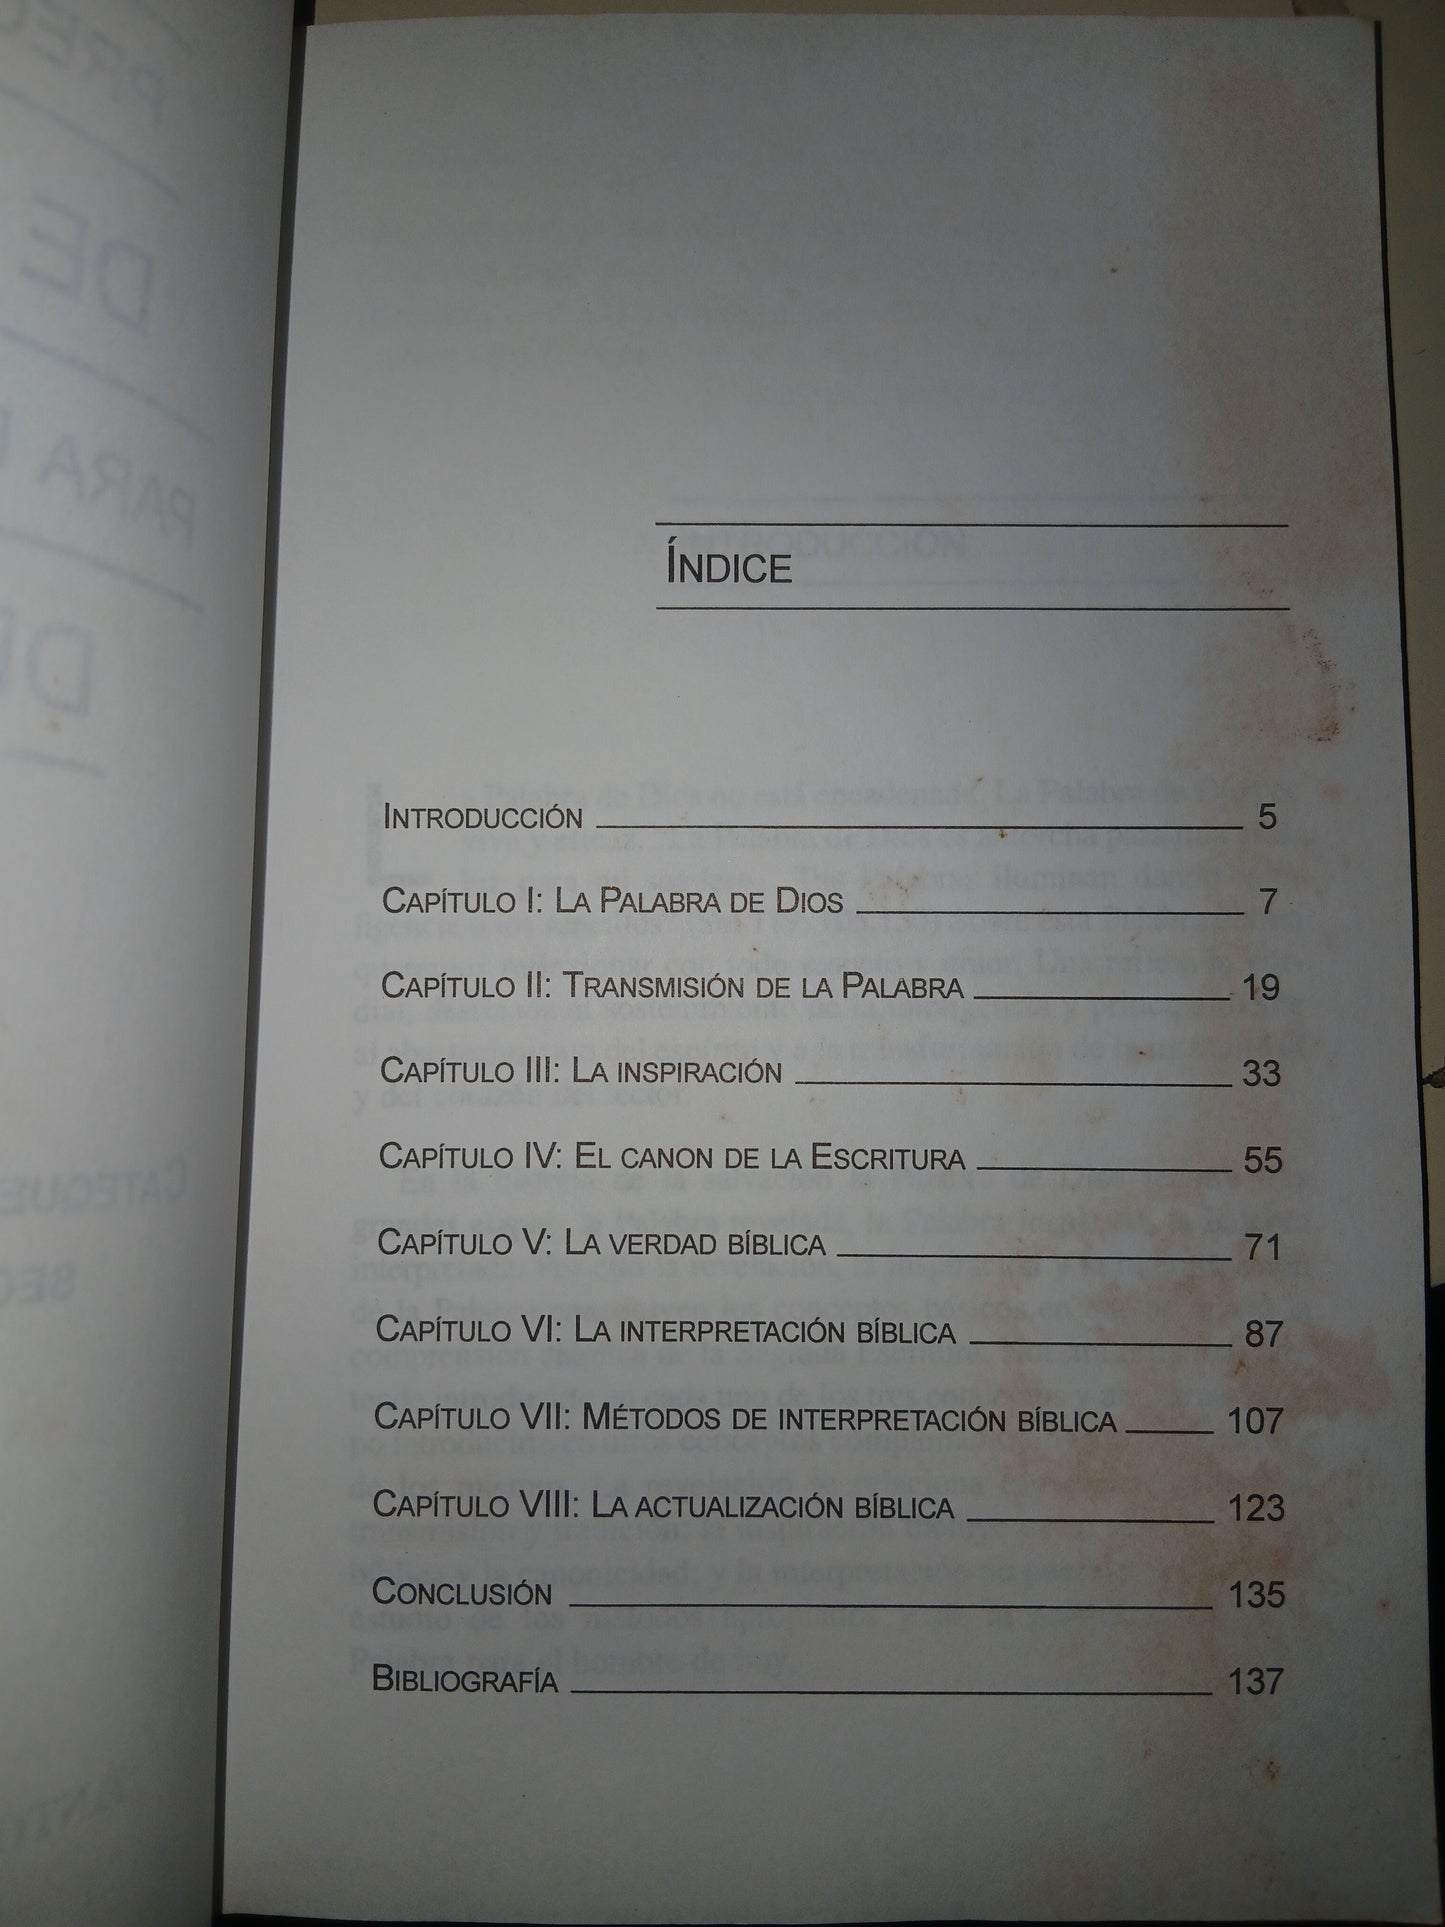 ÍNDICE
INTRODUCCIÓN 5
CAPÍTULO I: LA PALABRA DE DIOS 7
CAPÍTULO II: TRANSMISIÓN DE LA PALABRA 19
CAPÍTULO III: LA INSPIRACIÓN 33
CAPÍTULO IV: EL CANON DE LA ESCRITURA 55
CAPÍTULO V: LA VERDAD BÍBLICA 71
CAPÍTULO VI: LA INTERPRETACIÓN BÍBLICA 87
CAPÍTULO VII: MÉTODOS DE INTERPRETACIÓN BÍBLICA 107
CAPÍTULO VIII: LA ACTUALIZACIÓN BÍBLICA 123
CONCLUSIÓN 135
BIBLIOGRAFÍA 137